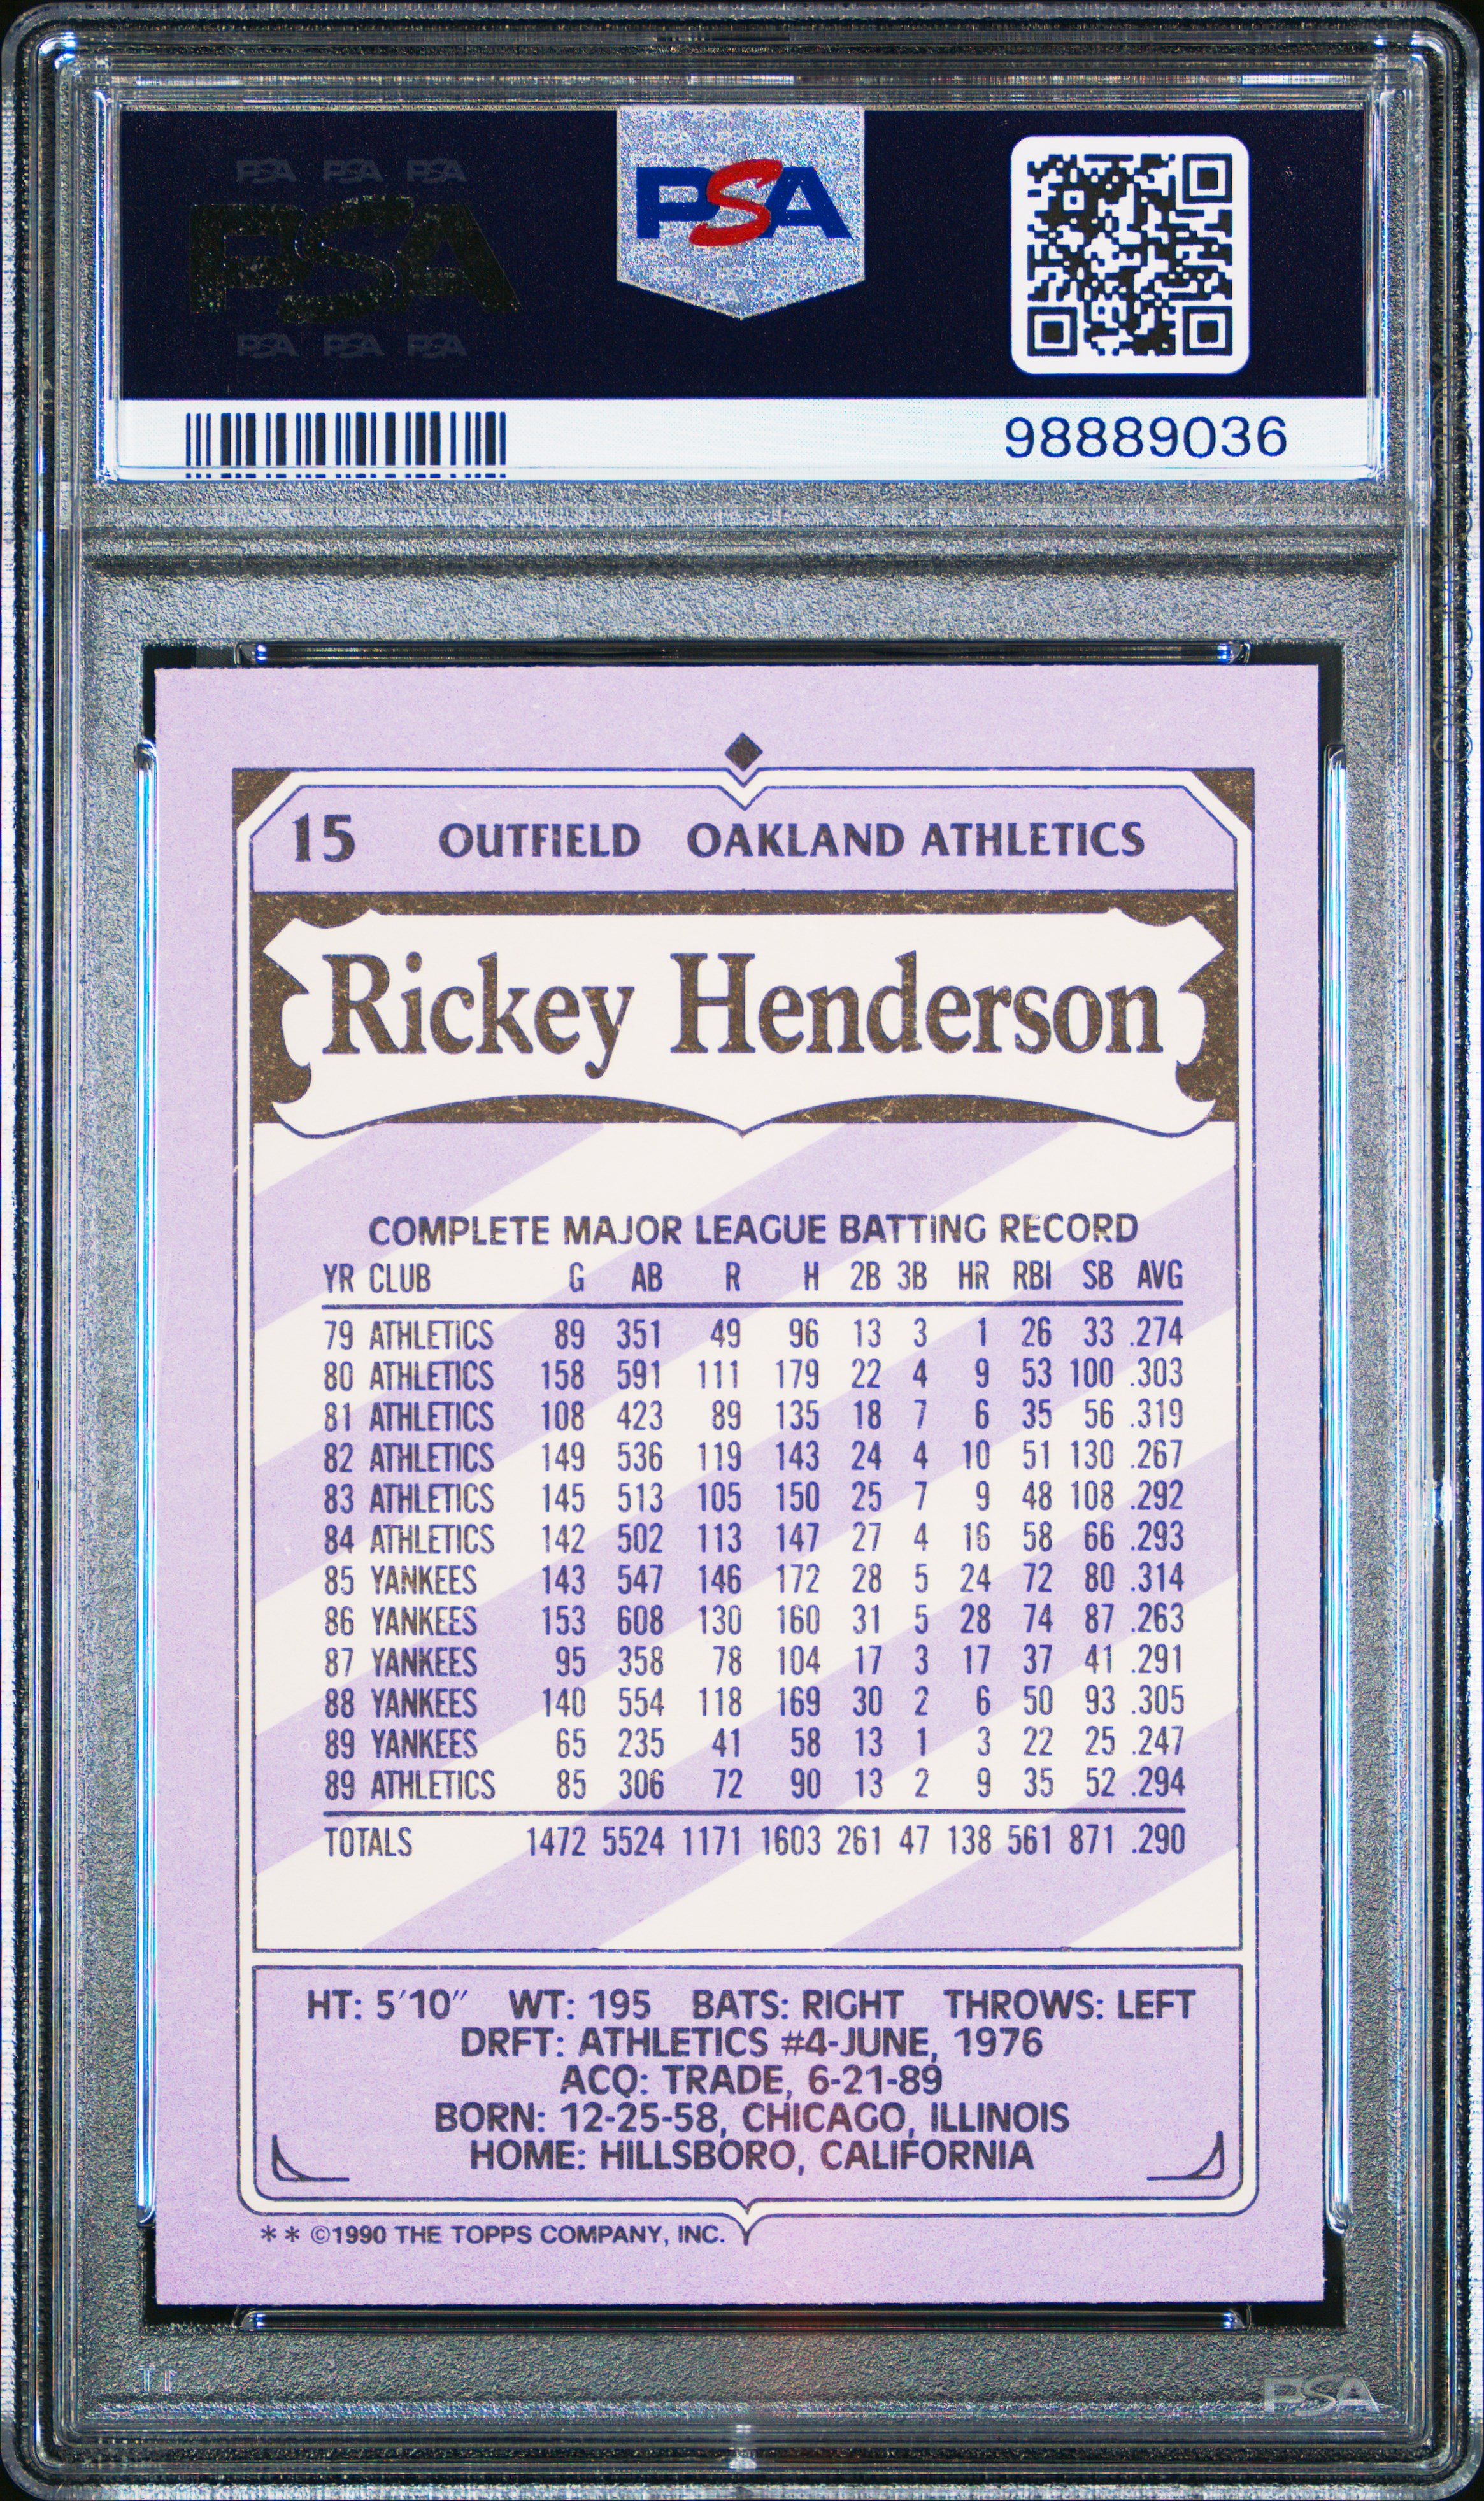 PSA PSA PSA
PSA
PSA PSA PSA
PSA
98889036
15 OUTFIELD OAKLAND ATHLETICS
Rickey Henderson
COMPLETE MAJOR LEAGUE BATTING RECORD
YR CLUB G AB R H 2B 3B HR RBI SB AVG
79 ATHLETICS 89 351 49 96 13 3 1 26 33 .274
80 ATHLETICS 158 591 111 179 22 4 9 53 100 .303
81 ATHLETICS 108 423 89 135 18 7 6 35 56 .319
82 ATHLETICS 149 536 119 143 24 4 10 51 130 .267
83 ATHLETICS 145 513 105 150 25 7 9 48 108 .292
84 ATHLETICS 142 502 113 147 27 4 16 58 66 .293
85 YANKEES 143 547 146 172 28 5 24 72 80 .314
86 YANKEES 153 608 130 160 31 5 28 74 87 .263
87 YANKEES 95 358 78 104 17 3 17 37 41 .291
88 YANKEES 140 554 118 169 30 2 6 50 93 .305
89 YANKEES 65 235 41 58 13 1 3 22 25 .247
89 ATHLETICS 85 306 72 90 13 2 9 35 52 .294
TOTALS 1472 5524 1171 1603 261 47 138 561 871 .290
HT: 5'10" WT: 195 BATS: RIGHT THROWS: LEFT
DRFT: ATHLETICS #4-JUNE, 1976
ACQ: TRADE, 6-21-89
BORN: 12-25-58, CHICAGO, ILLINOIS
HOME: HILLSBORO, CALIFORNIA
** ©1990 THE TOPPS COMPANY, INC.
PSA